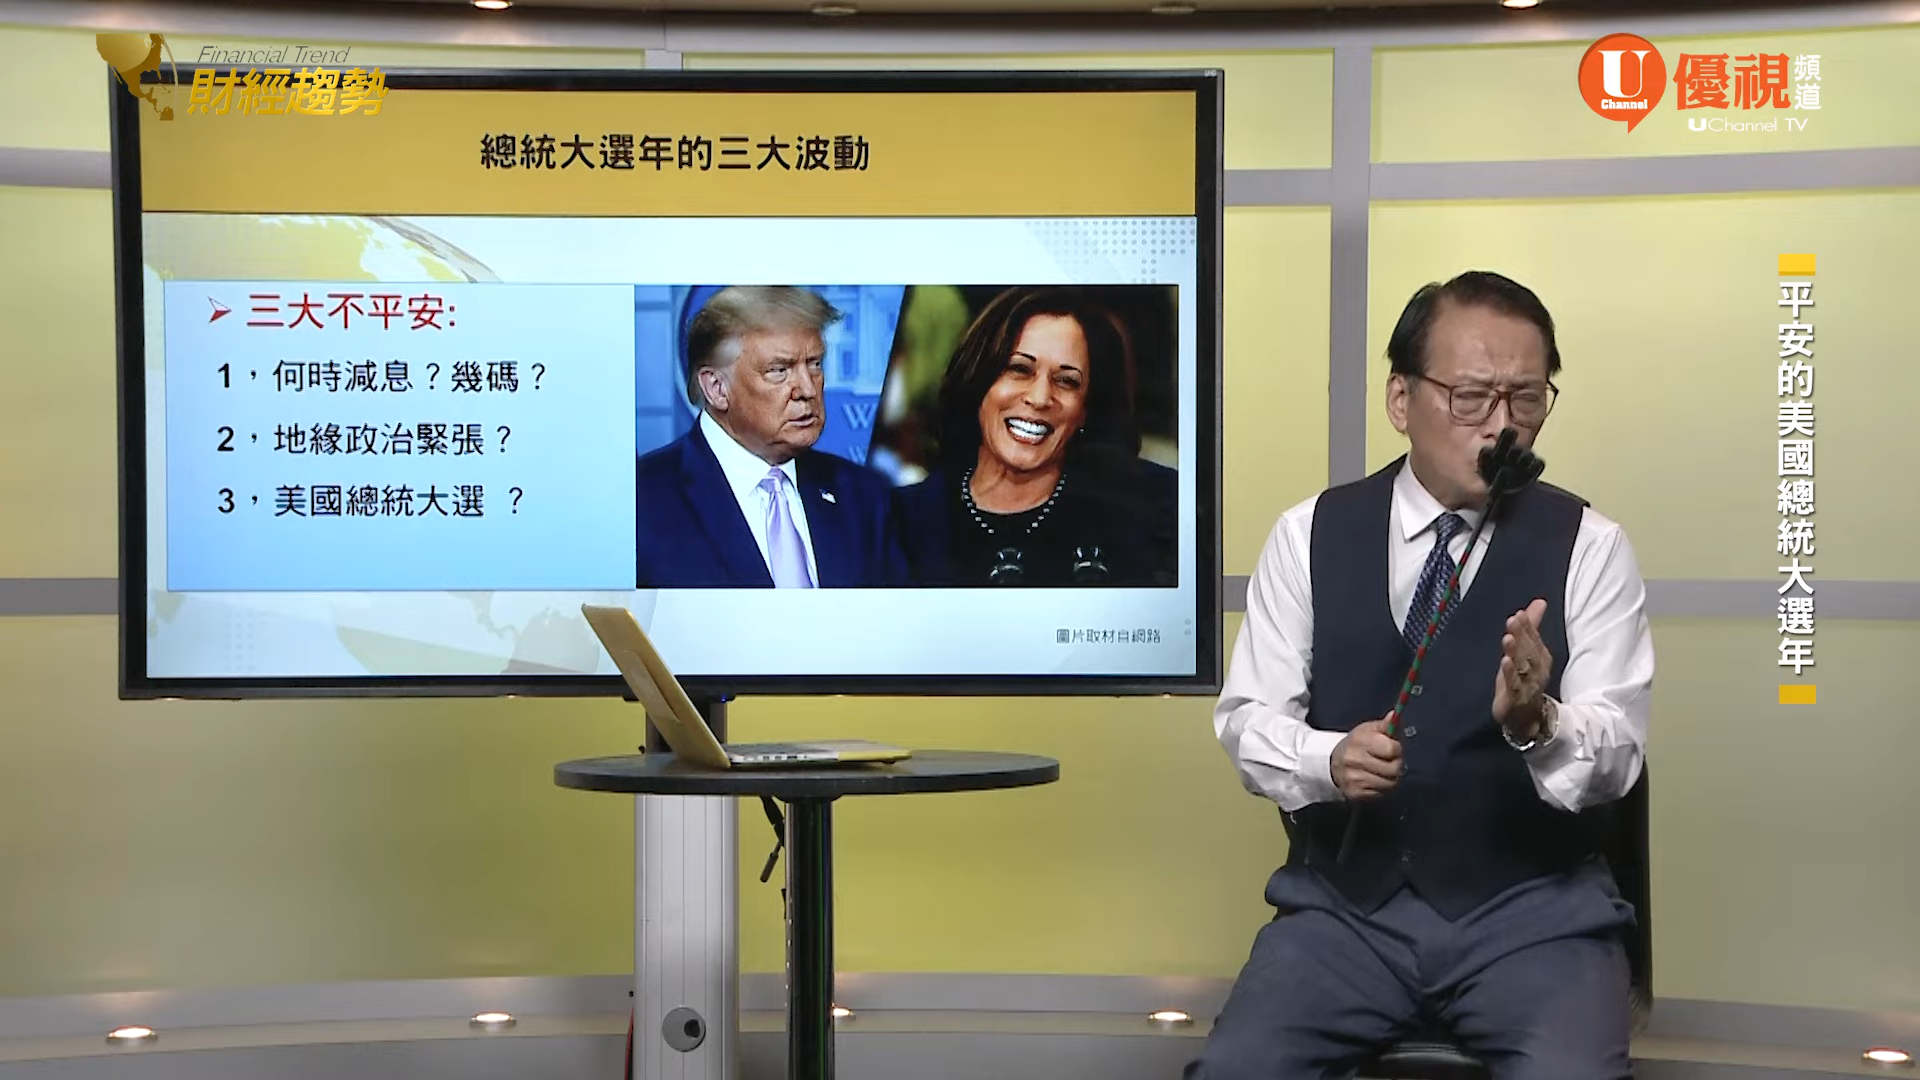 Financial Trend
財經趨勢
U
Channel
優視
頻道
UChannel TV
總統大選年的三大波動
三大不平安:
1，何時減息？幾碼？
2，地緣政治緊張？
3，美國總統大選 ？
W
圖片取材自網路
平安的美國總統大選年